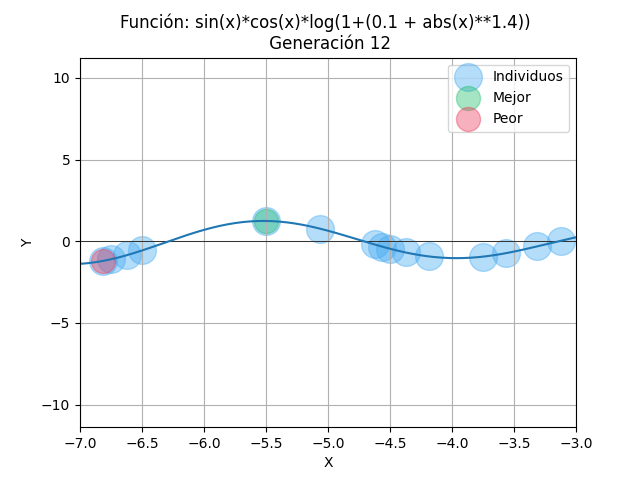 Función: sin(x)*cos(x)*log(1+(0.1 + abs(x)**1.4))
Generación 12
Individuos
Mejor
Peor
10
5
0
−5
−10
Y
−7.0 −6.5 −6.0 −5.5 −5.0 −4.5 −4.0 −3.5 −3.0
X